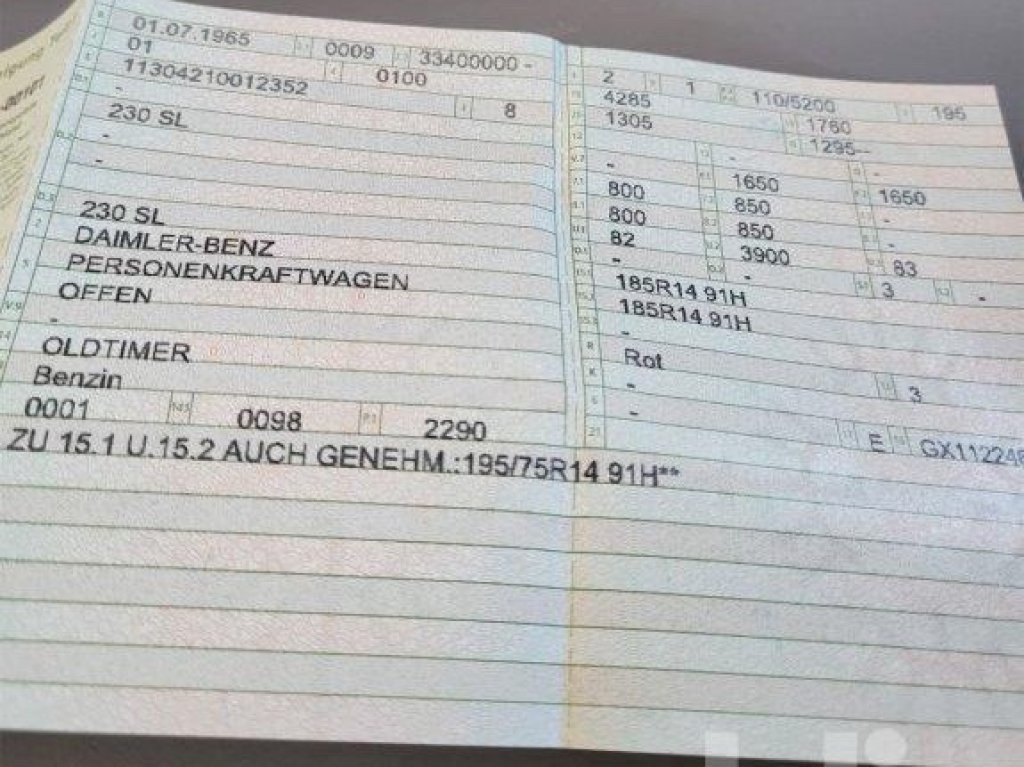 01.07.1965 0009 33400000 -
01 0100
11304210012352 8
-
230 SL
-
-
230 SL
DAIMLER-BENZ
PERSONENKRAFTWAGEN
OFFEN
-
OLDTIMER
Benzin
0001 0098 P.3 2290
ZU 15.1 U.15.2 AUCH GENEHM.:195/75R14 91H**
2 1 110/5200 195
4285 1760
1305 1295--
- - -
800 1650 1650
800 850 -
82 850 -
- 3900 83
185R14 91H - 3 -
185R14 91H
-
Rot 3
-
- E GX112246